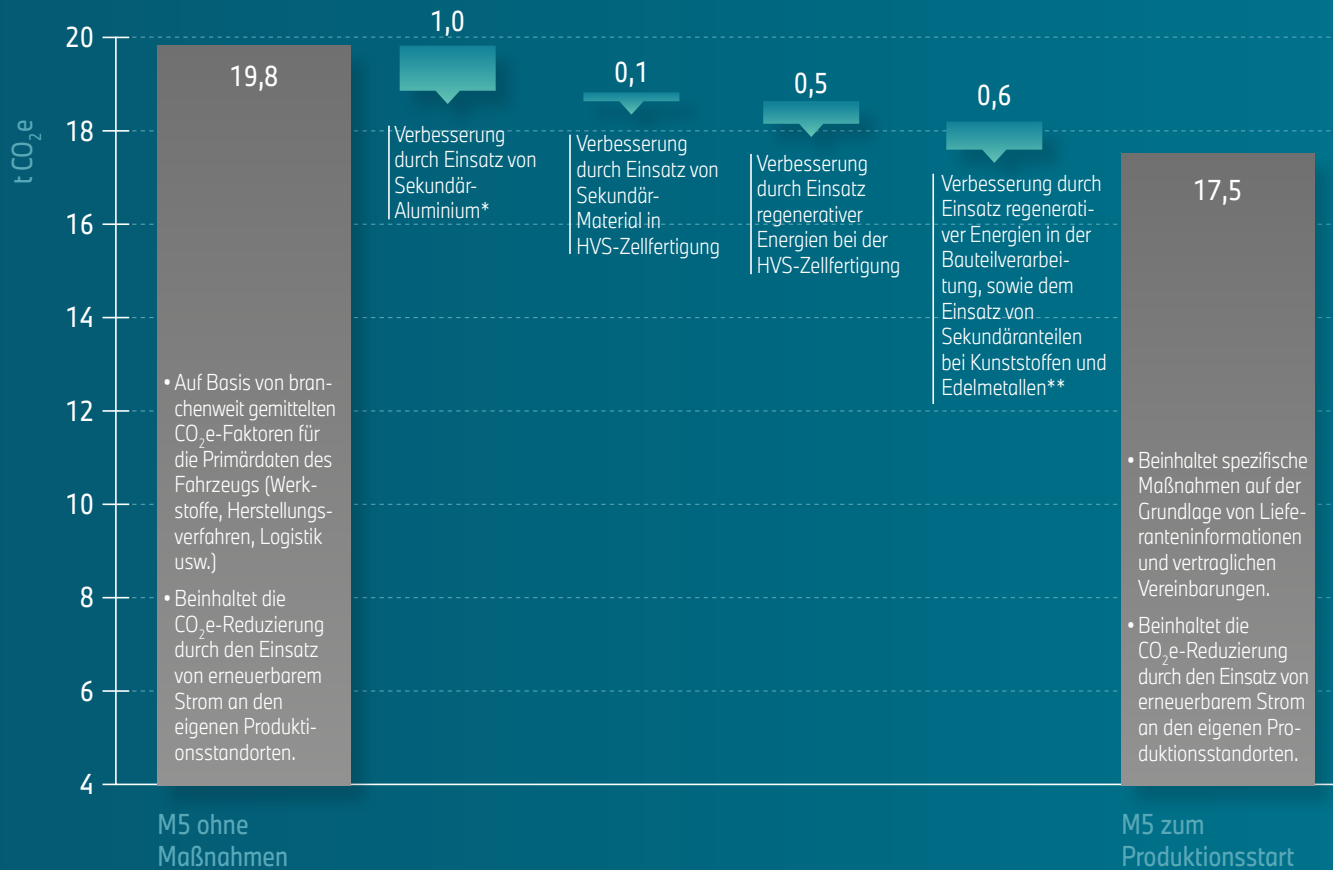 t CO₂e
20
18
16
14
12
10
8
6
4
19,8
• Auf Basis von bran-
chenweit gemittelten
CO₂e-Faktoren für
die Primärdaten des
Fahrzeugs (Werk-
stoffe, Herstellungs-
verfahren, Logistik
usw.)
• Beinhaltet die
CO₂e-Reduzierung
durch den Einsatz
von erneuerbarem
Strom an den
eigenen Produkti-
onsstandorten.
M5 ohne
Maßnahmen
1,0
Verbesserung
durch Einsatz von
Sekundär-
Aluminium*
0,1
Verbesserung
durch Einsatz von
Sekundär-
Material in
HVS-Zellfertigung
0,5
Verbesserung
durch Einsatz
regenerativer
Energien bei der
HVS-Zellfertigung
0,6
Verbesserung durch
Einsatz regenerati-
ver Energien in der
Bauteilverarbei-
tung, sowie dem
Einsatz von
Sekundäranteilen
bei Kunststoffen und
Edelmetallen**
17,5
• Beinhaltet spezifische
Maßnahmen auf der
Grundlage von Liefe-
ranteninformationen
und vertraglichen
Vereinbarungen.
• Beinhaltet die
CO₂e-Reduzierung
durch den Einsatz von
erneuerbarem Strom
an den eigenen Pro-
duktionsstandorten.
M5 zum
Produktionsstart